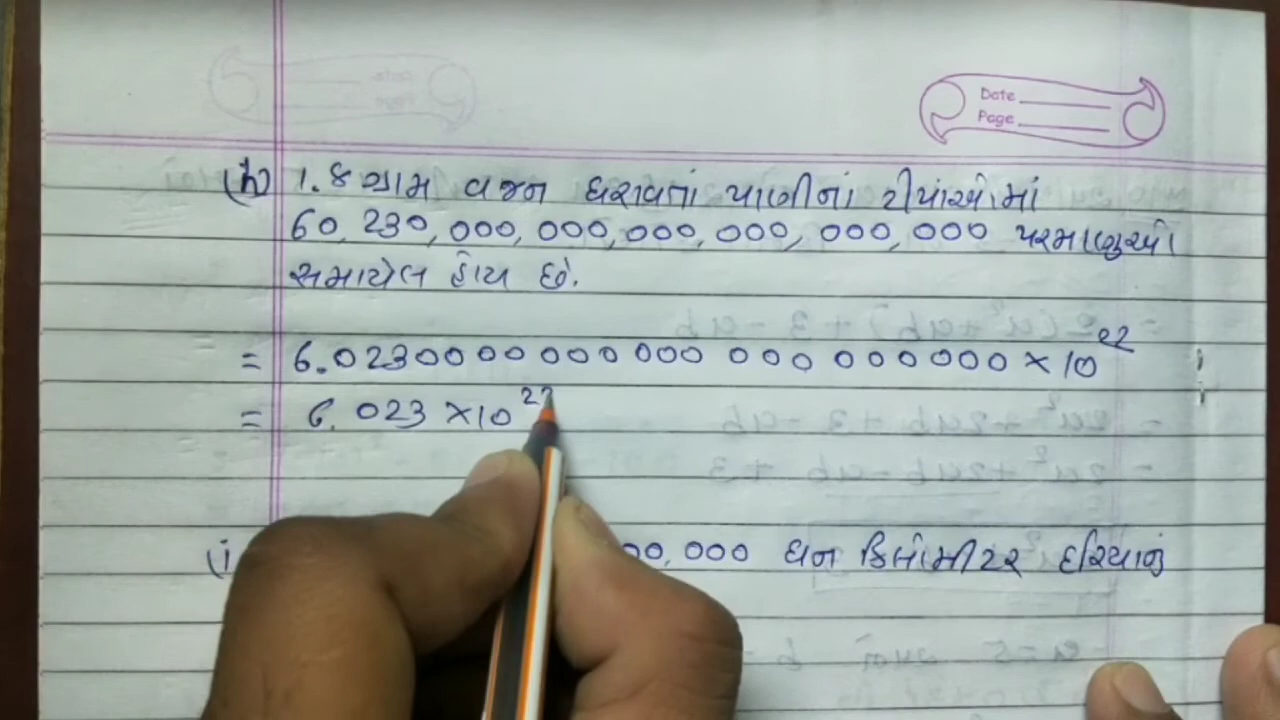 Date
Page
(h) 1.8 ગ્રામ વજન ધરાવતાં પાણીનાં ટીપાંઓમાં
60,230,000,000,000,000,000,000 પરમાણુઓ
સમાયેલ હોય છે.
= 6.0230000000000000000000 × 10²²
= 6.023 × 10²²
(i 00,000 ઘન કિલોમીટર દરિયાનું